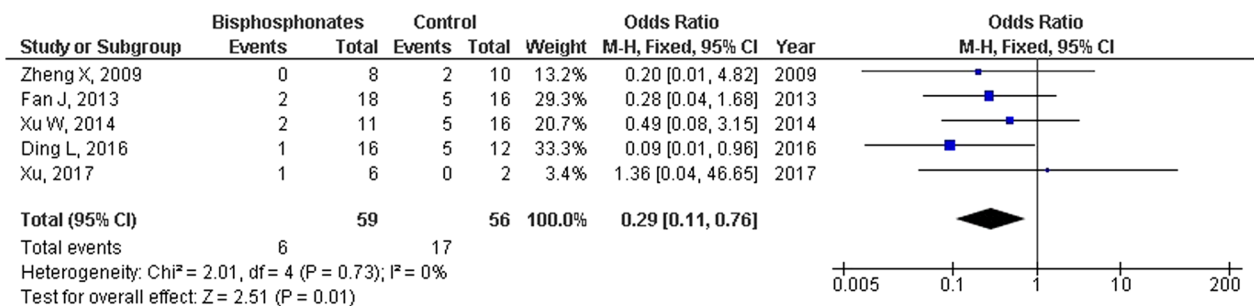 Bisphosphonates Control Odds Ratio Odds Ratio
Study or Subgroup Events Total Events Total Weight M-H, Fixed, 95% CI Year M-H, Fixed, 95% CI
Zheng X, 2009 0 8 2 10 13.2% 0.20 [0.01, 4.82] 2009
Fan J, 2013 2 18 5 16 29.3% 0.28 [0.04, 1.68] 2013
Xu W, 2014 2 11 5 16 20.7% 0.49 [0.08, 3.15] 2014
Ding L, 2016 1 16 5 12 33.3% 0.09 [0.01, 0.96] 2016
Xu, 2017 1 6 0 2 3.4% 1.36 [0.04, 46.65] 2017
Total (95% CI) 59 56 100.0% 0.29 [0.11, 0.76]
Total events 6 17
Heterogeneity: Chi² = 2.01, df = 4 (P = 0.73); I² = 0%
Test for overall effect: Z = 2.51 (P = 0.01)
0.005 0.1 1 10 200